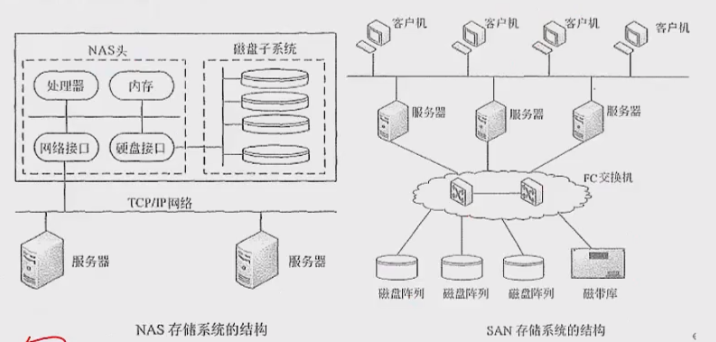 NAS头
磁盘子系统
处理器
内存
网络接口
硬盘接口
TCP/IP网络
服务器
服务器
NAS 存储系统的结构
客户机
客户机
客户机
客户机
服务器
服务器
服务器
FC交换机
磁盘阵列
磁盘阵列
磁盘阵列
磁带库
SAN 存储系统的结构